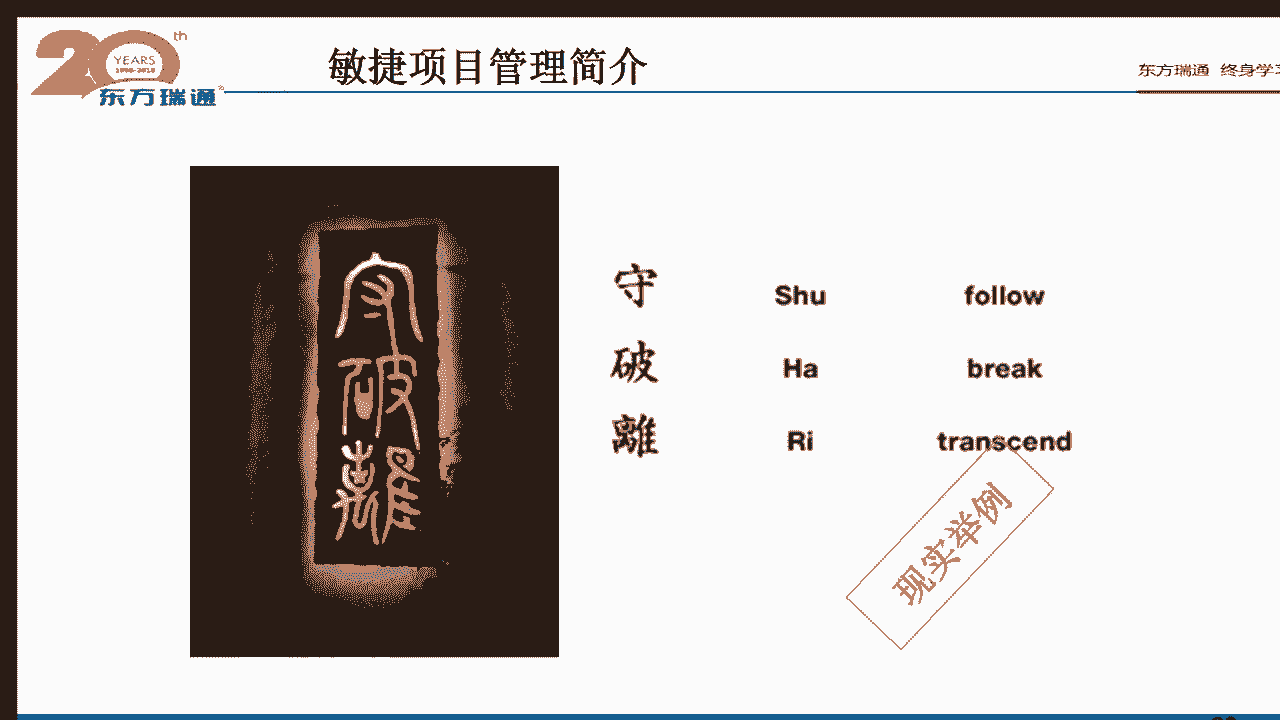 20th
YEARS
1998-2018
东方瑞通
敏捷项目管理简介
东方瑞通 终身学习
守
破
離
守 Shu follow
破 Ha break
離 Ri transcend
现实举例